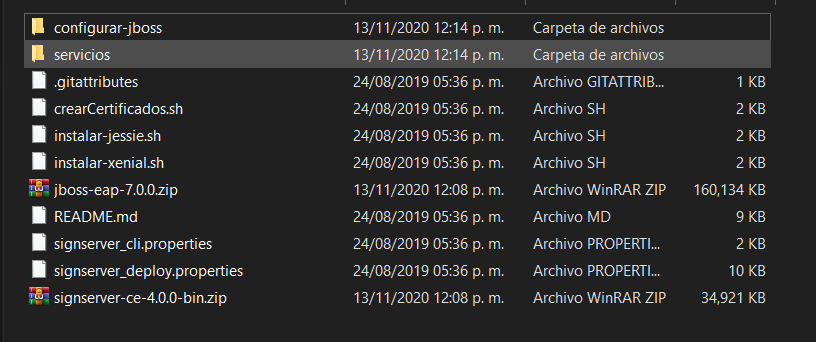 configurar-jboss 13/11/2020 12:14 p. m. Carpeta de archivos
servicios 13/11/2020 12:14 p. m. Carpeta de archivos
.gitattributes 24/08/2019 05:36 p. m. Archivo GITATTRIB... 1 KB
crearCertificados.sh 24/08/2019 05:36 p. m. Archivo SH 2 KB
instalar-jessie.sh 24/08/2019 05:36 p. m. Archivo SH 2 KB
instalar-xenial.sh 24/08/2019 05:36 p. m. Archivo SH 2 KB
jboss-eap-7.0.0.zip 13/11/2020 12:08 p. m. Archivo WinRAR ZIP 160,134 KB
README.md 24/08/2019 05:36 p. m. Archivo MD 9 KB
signserver_cli.properties 24/08/2019 05:36 p. m. Archivo PROPERTI... 2 KB
signserver_deploy.properties 24/08/2019 05:36 p. m. Archivo PROPERTI... 10 KB
signserver-ce-4.0.0-bin.zip 13/11/2020 12:08 p. m. Archivo WinRAR ZIP 34,921 KB